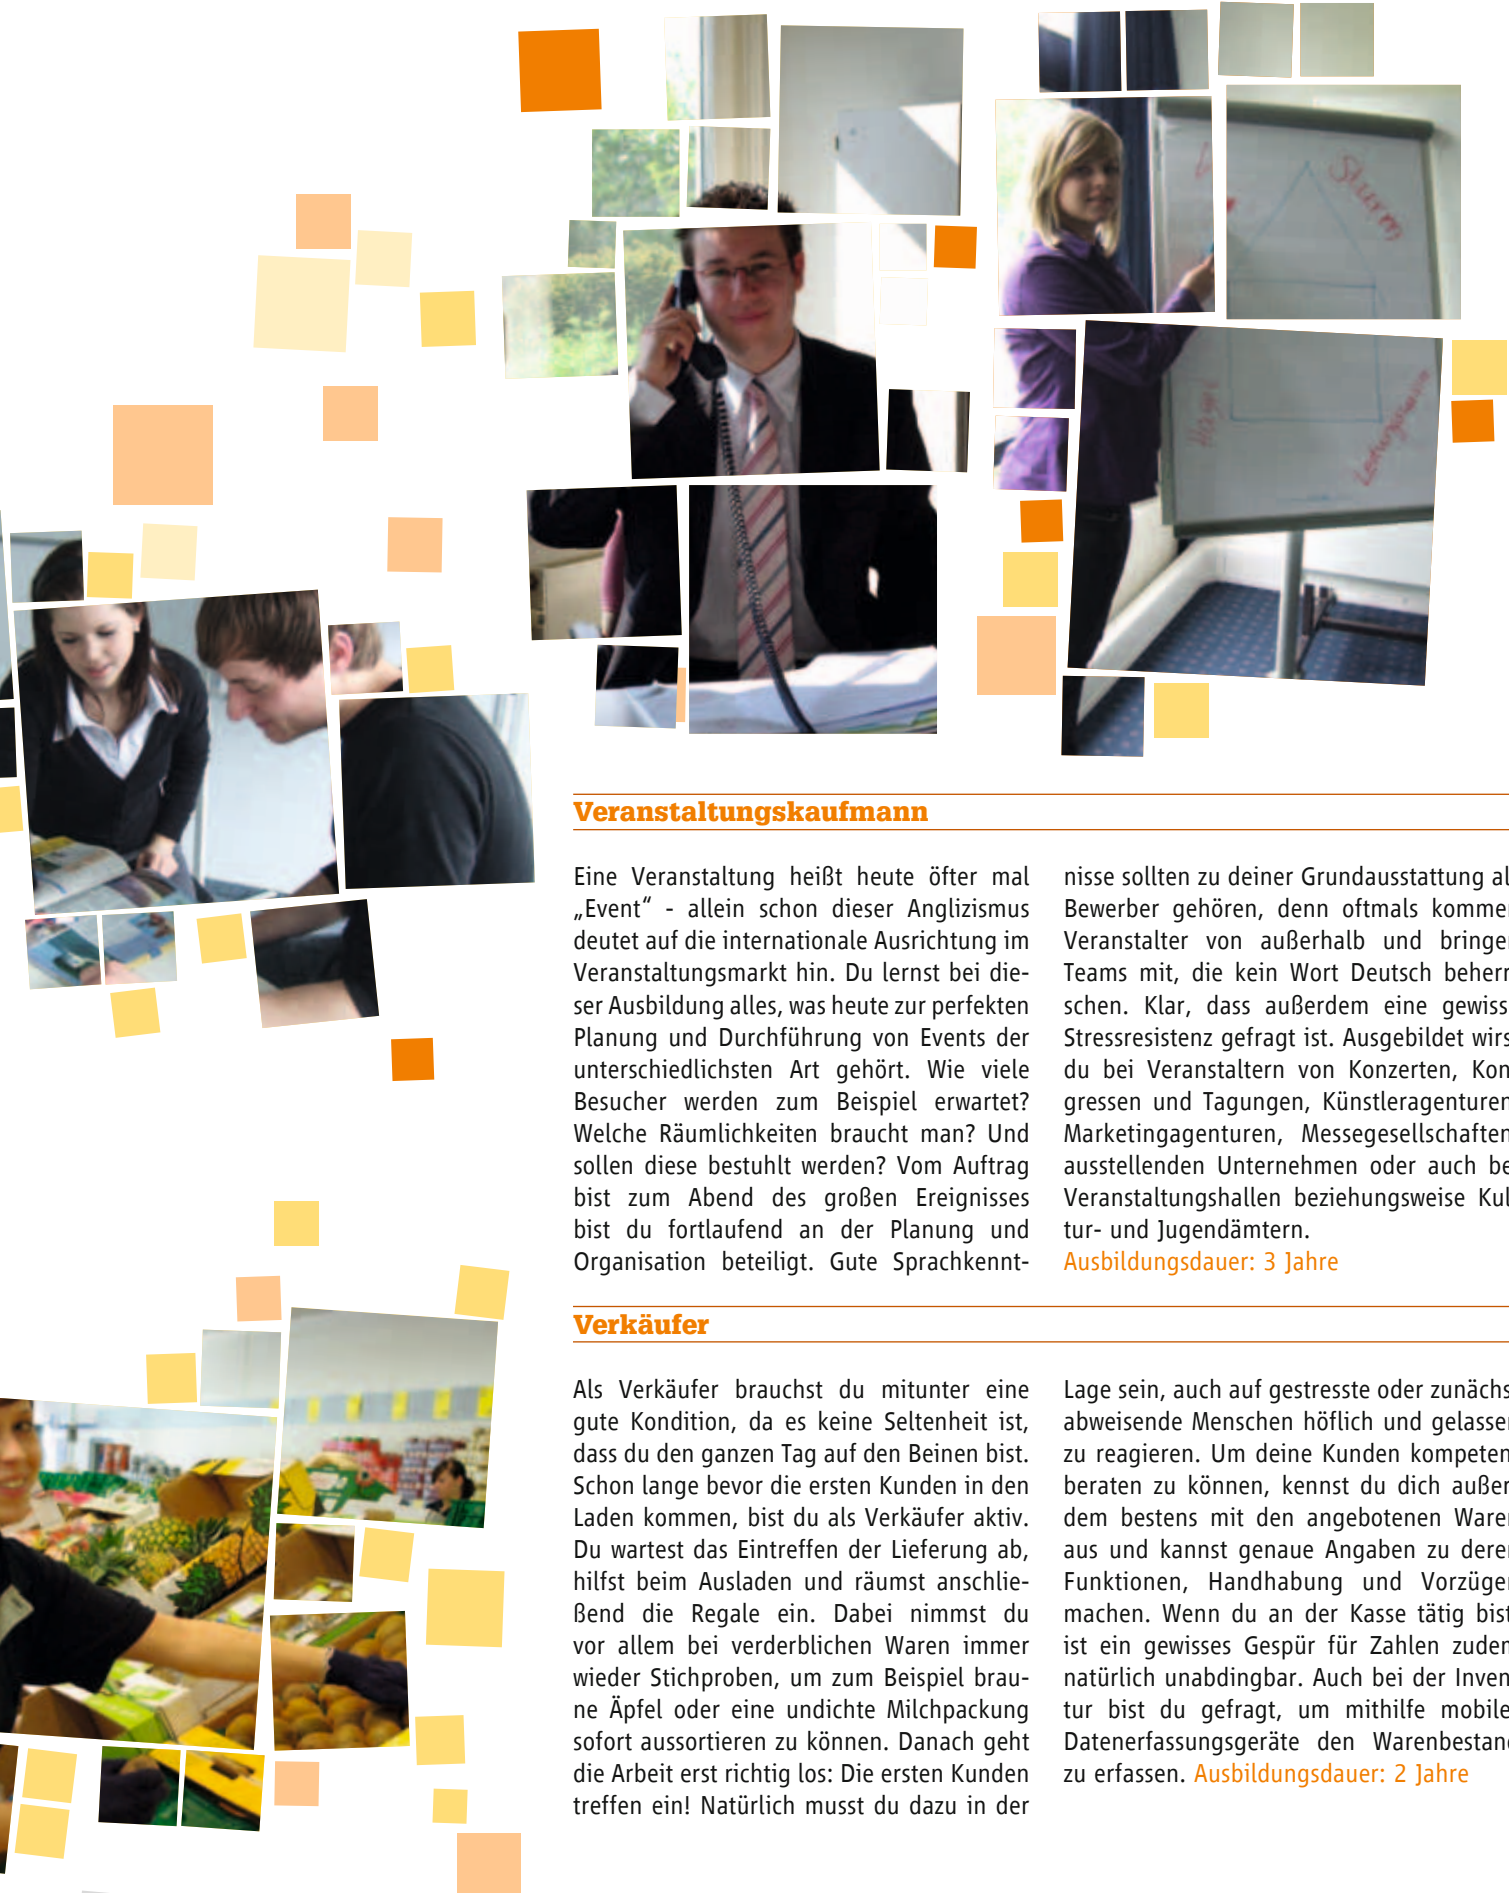 Sturm
Hagel
Veranstaltungskaufmann
Eine Veranstaltung heißt heute öfter mal
„Event“ - allein schon dieser Anglizismus
deutet auf die internationale Ausrichtung im
Veranstaltungsmarkt hin. Du lernst bei die-
ser Ausbildung alles, was heute zur perfekten
Planung und Durchführung von Events der
unterschiedlichsten Art gehört. Wie viele
Besucher werden zum Beispiel erwartet?
Welche Räumlichkeiten braucht man? Und
sollen diese bestuhlt werden? Vom Auftrag
bist zum Abend des großen Ereignisses
bist du fortlaufend an der Planung und
Organisation beteiligt. Gute Sprachkennt-
nisse sollten zu deiner Grundausstattung al
Bewerber gehören, denn oftmals kommen
Veranstalter von außerhalb und bringen
Teams mit, die kein Wort Deutsch beherr
schen. Klar, dass außerdem eine gewiss
Stressresistenz gefragt ist. Ausgebildet wirs
du bei Veranstaltern von Konzerten, Kon
gressen und Tagungen, Künstleragenturen
Marketingagenturen, Messegesellschaften
ausstellenden Unternehmen oder auch be
Veranstaltungshallen beziehungsweise Kul
tur- und Jugendämtern.
Ausbildungsdauer: 3 Jahre
Verkäufer
Als Verkäufer brauchst du mitunter eine
gute Kondition, da es keine Seltenheit ist,
dass du den ganzen Tag auf den Beinen bist.
Schon lange bevor die ersten Kunden in den
Laden kommen, bist du als Verkäufer aktiv.
Du wartest das Eintreffen der Lieferung ab,
hilfst beim Ausladen und räumst anschlie-
ßend die Regale ein. Dabei nimmst du
vor allem bei verderblichen Waren immer
wieder Stichproben, um zum Beispiel brau-
ne Äpfel oder eine undichte Milchpackung
sofort aussortieren zu können. Danach geht
die Arbeit erst richtig los: Die ersten Kunden
treffen ein! Natürlich musst du dazu in der
Lage sein, auch auf gestresste oder zunächs
abweisende Menschen höflich und gelassen
zu reagieren. Um deine Kunden kompeten
beraten zu können, kennst du dich außer
dem bestens mit den angebotenen Waren
aus und kannst genaue Angaben zu deren
Funktionen, Handhabung und Vorzügen
machen. Wenn du an der Kasse tätig bist
ist ein gewisses Gespür für Zahlen zudem
natürlich unabdingbar. Auch bei der Inven
tur bist du gefragt, um mithilfe mobile
Datenerfassungsgeräte den Warenbestand
zu erfassen. Ausbildungsdauer: 2 Jahre